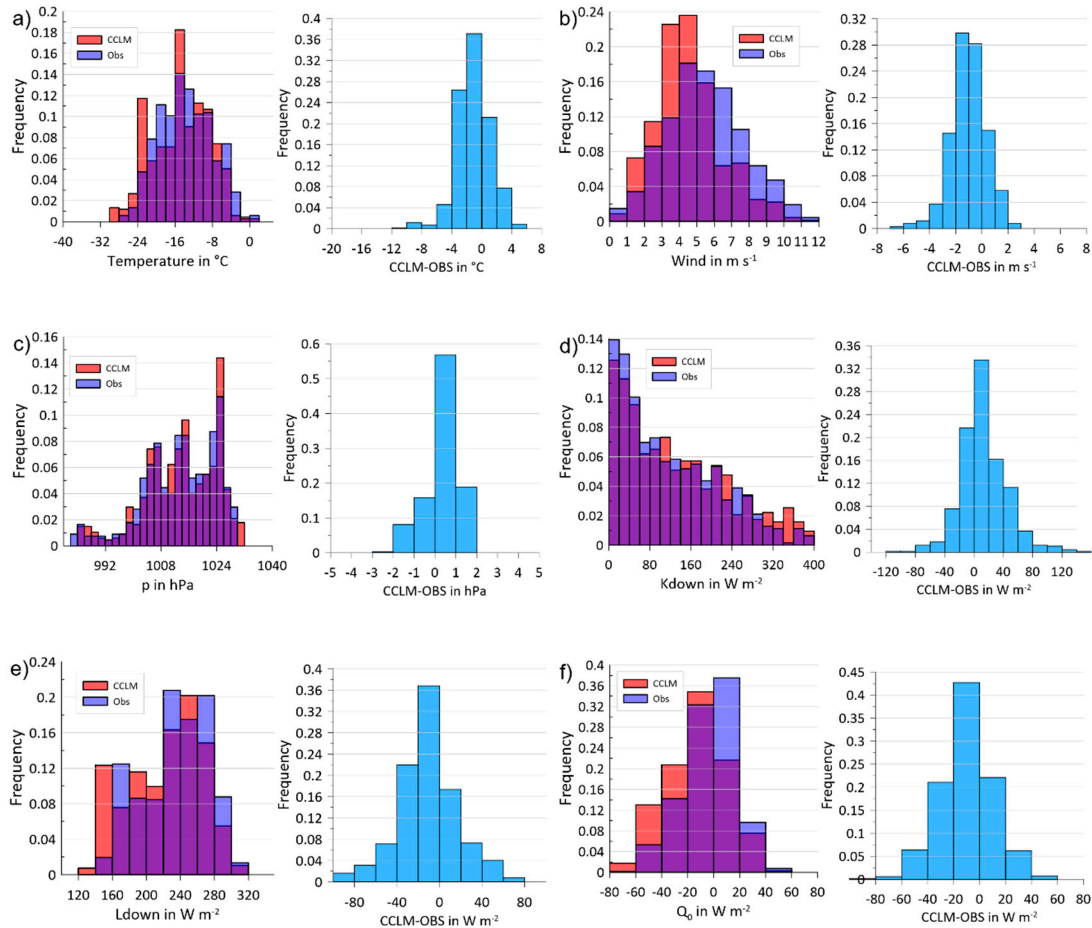 a)
CCLM
Obs
Frequency
0.2
0.18
0.16
0.14
0.12
0.1
0.08
0.06
0.04
0.02
0
-40 -32 -24 -16 -8 0
Temperature in °C
Frequency
0.4
0.36
0.32
0.28
0.24
0.2
0.16
0.12
0.08
0.04
0
-20 -16 -12 -8 -4 0 4 8
CCLM-OBS in °C
b)
CCLM
Obs
Frequency
0.24
0.2
0.16
0.12
0.08
0.04
0
0 1 2 3 4 5 6 7 8 9 10 11 12
Wind in m s-1
Frequency
0.32
0.28
0.24
0.2
0.16
0.12
0.08
0.04
0
-8 -6 -4 -2 0 2 4 6 8
CCLM-OBS in m s-1
c)
CCLM
Obs
Frequency
0.16
0.14
0.12
0.1
0.08
0.06
0.04
0.02
0
992 1008 1024 1040
p in hPa
Frequency
0.6
0.5
0.4
0.3
0.2
0.1
0
-5 -4 -3 -2 -1 0 1 2 3 4 5
CCLM-OBS in hPa
d)
CCLM
Obs
Frequency
0.14
0.12
0.1
0.08
0.06
0.04
0.02
0
0 80 160 240 320 400
Kdown in W m-2
Frequency
0.36
0.3
0.24
0.2
0.16
0.12
0.08
0.04
0
-120 -80 -40 0 40 80 120
CCLM-OBS in W m-2
e)
CCLM
Obs
Frequency
0.24
0.2
0.16
0.12
0.08
0.04
0
120 160 200 240 280 320
Ldown in W m-2
Frequency
0.4
0.36
0.32
0.28
0.24
0.2
0.16
0.12
0.08
0.04
0
-80 -40 0 40 80
CCLM-OBS in W m-2
f)
CCLM
Obs
Frequency
0.4
0.36
0.32
0.28
0.24
0.2
0.16
0.12
0.08
0.04
0
-80 -60 -40 -20 0 20 40 60 80
Q0 in W m-2
Frequency
0.45
0.4
0.35
0.3
0.25
0.2
0.15
0.1
0.05
0
-80 -60 -40 -20 0 20 40 60 80
CCLM-OBS in W m-2